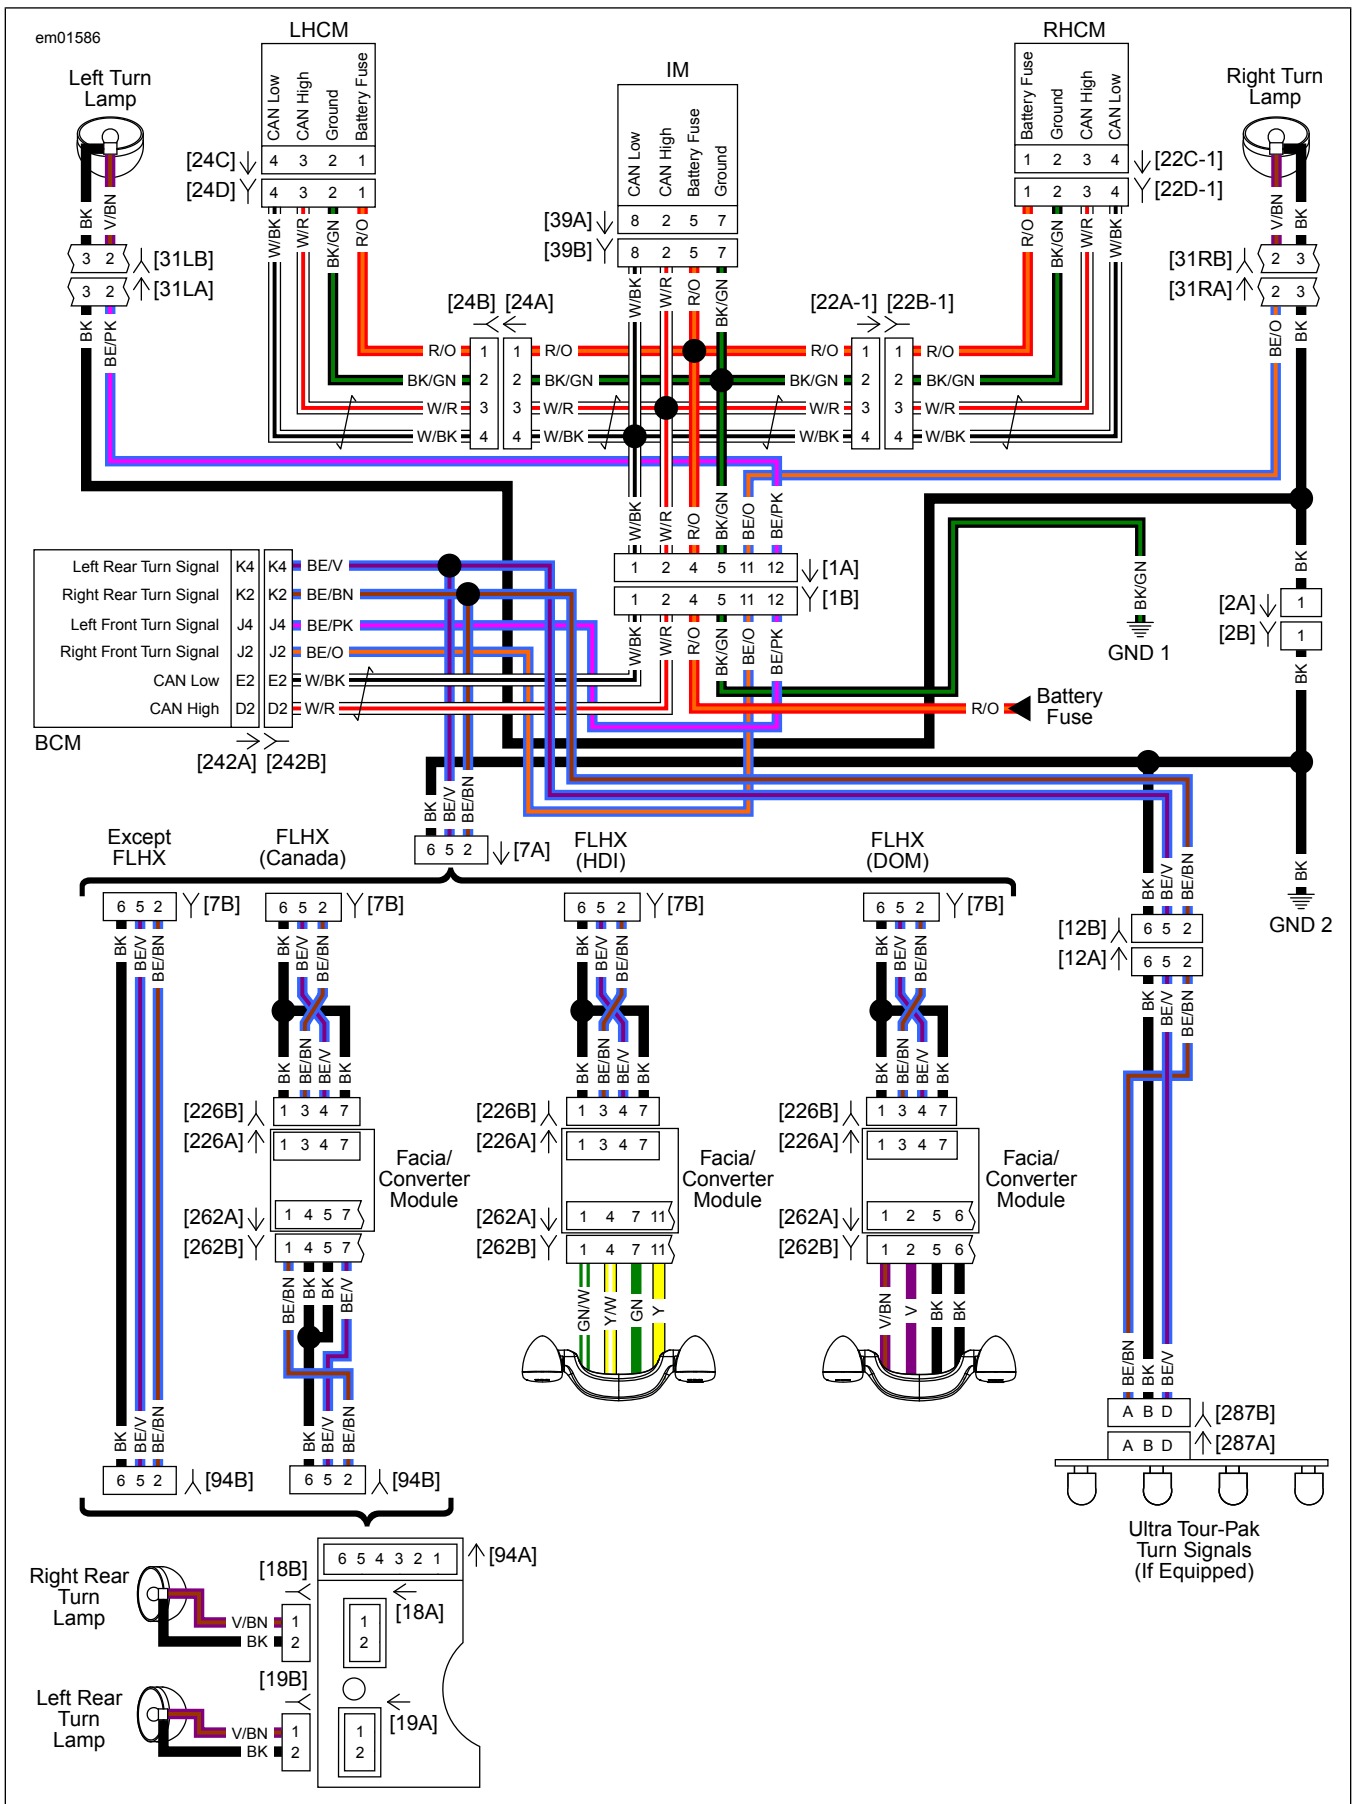 em01586
LHCM
RHCM
IM
Left Turn
Lamp
Right Turn
Lamp
CAN Low
CAN High
Ground
Battery Fuse
CAN Low
CAN High
Battery Fuse
Ground
Battery Fuse
Ground
CAN High
CAN Low
[24C] 4 3 2 1
[24D] 4 3 2 1
1 2 3 4 [22C-1]
1 2 3 4 [22D-1]
[39A] 8 2 5 7
[39B] 8 2 5 7
BK V/BN
3 2 [31LB]
3 2 [31LA]
BK BE/PK
W/BK W/R BK/GN R/O
W/BK W/R R/O BK/GN
R/O BK/GN W/R W/BK
V/BN BK
[31RB] 2 3
[31RA] 2 3
BE/O BK
[24B] [24A]
[22A-1] [22B-1]
R/O 1 1 R/O R/O 1 1 R/O
BK/GN 2 2 BK/GN BK/GN 2 2 BK/GN
W/R 3 3 W/R W/R 3 3 W/R
W/BK 4 4 W/BK W/BK 4 4 W/BK
W/BK W/R R/O BK/GN BE/O BE/PK
1 2 4 5 11 12 [1A]
1 2 4 5 11 12 [1B]
W/BK W/R R/O BK/GN BE/O BE/PK
Left Rear Turn Signal K4 K4 BE/V
Right Rear Turn Signal K2 K2 BE/BN
Left Front Turn Signal J4 J4 BE/PK
Right Front Turn Signal J2 J2 BE/O
CAN Low E2 E2 W/BK
CAN High D2 D2 W/R
BCM
[242A] [242B]
BK/GN
GND 1
R/O
Battery
Fuse
BK
[2A] 1
[2B] 1
BK
BK
GND 2
BK BE/V BE/BN
6 5 2 [7A]
Except
FLHX
FLHX
(Canada)
FLHX
(HDI)
FLHX
(DOM)
6 5 2 [7B]
6 5 2 [7B]
6 5 2 [7B]
6 5 2 [7B]
BK BE/V BE/BN
BK BE/V BE/BN
BK BE/V BE/BN
BK BE/V BE/BN
BK BE/BN BE/V BK
BK BE/BN BE/V BK
BK BE/BN BE/V BK
[226B] 1 3 4 7
[226A] 1 3 4 7
[226B] 1 3 4 7
[226A] 1 3 4 7
[226B] 1 3 4 7
[226A] 1 3 4 7
Facia/
Converter
Module
Facia/
Converter
Module
Facia/
Converter
Module
[262A] 1 4 5 7
[262B] 1 4 5 7
[262A] 1 4 7 11
[262B] 1 4 7 11
[262A] 1 2 5 6
[262B] 1 2 5 6
BE/BN BK BK BE/V
GN/W Y/W GN Y
V/BN V BK BK
BK BE/V BE/BN
BK BE/V BE/BN
6 5 2 [94B]
6 5 2 [94B]
BK BE/V BE/BN
[12B] 6 5 2
[12A] 6 5 2
BK BE/V BE/BN
BE/BN BK BE/V
A B D [287B]
A B D [287A]
Ultra Tour-Pak
Turn Signals
(If Equipped)
6 5 4 3 2 1 [94A]
Right Rear
Turn
Lamp
[18B]
V/BN 1
BK 2
[18A]
1
2
Left Rear
Turn
Lamp
[19B]
V/BN 1
BK 2
[19A]
1
2